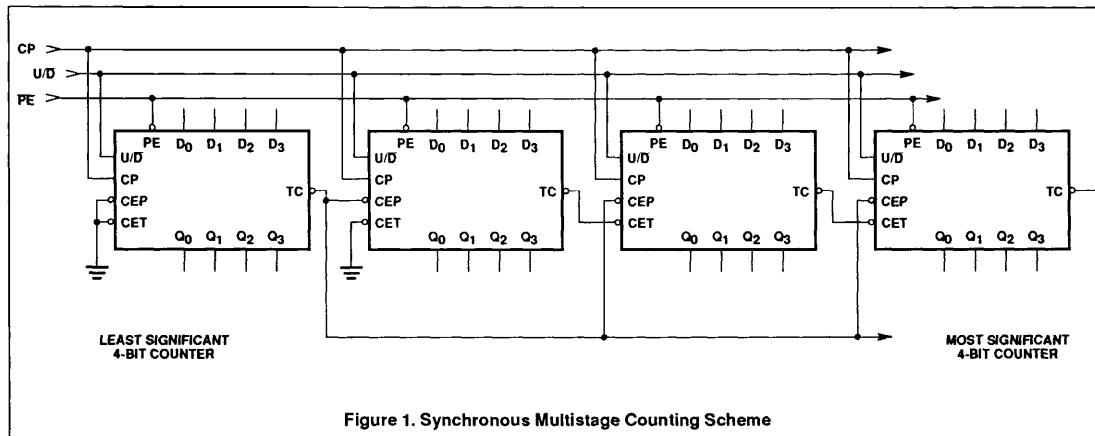 CP
U/D̅
P̅E̅
PE D0 D1 D2 D3
U/D̅
CP
CEP
CET
TC
Q0 Q1 Q2 Q3
PE D0 D1 D2 D3
U/D̅
CP
CEP
CET
TC
Q0 Q1 Q2 Q3
PE D0 D1 D2 D3
U/D̅
CP
CEP
CET
TC
Q0 Q1 Q2 Q3
PE D0 D1 D2 D3
U/D̅
CP
CEP
CET
TC
Q0 Q1 Q2 Q3
LEAST SIGNIFICANT
4-BIT COUNTER
MOST SIGNIFICANT
4-BIT COUNTER
Figure 1. Synchronous Multistage Counting Scheme